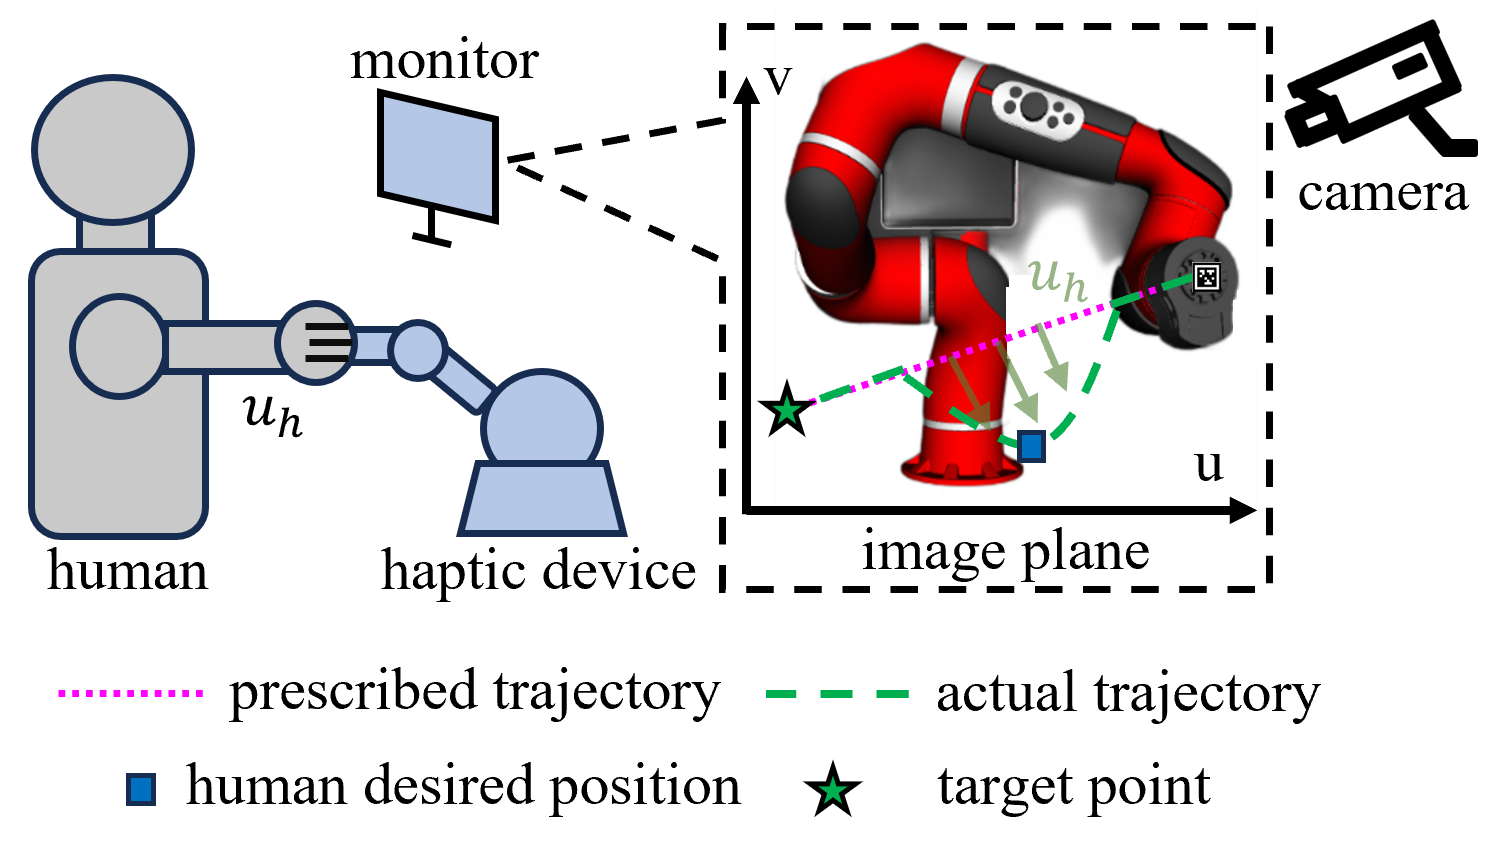 monitor
v
camera
u_h
u_h
u
human
haptic device
image plane
prescribed trajectory
actual trajectory
human desired position
target point